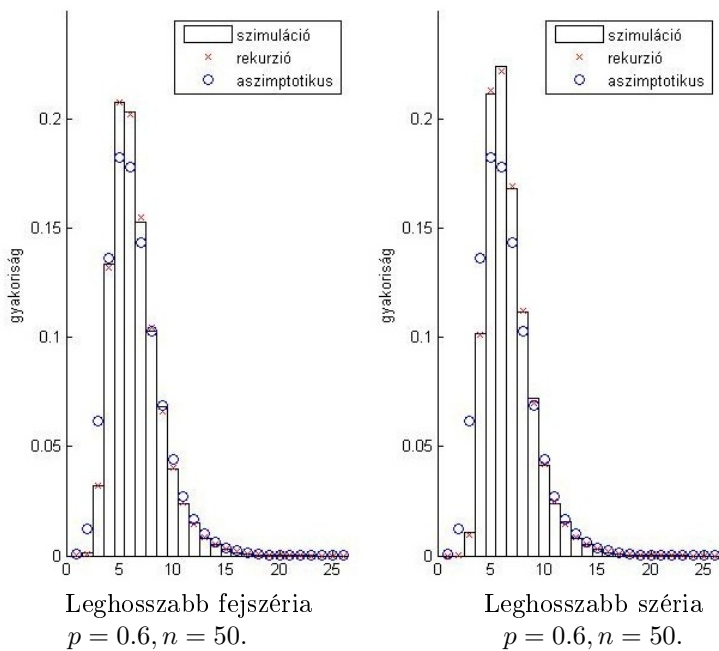 szimuláció
rekurzió
aszimptotikus
gyakoriság
0.2
0.15
0.1
0.05
0
0 5 10 15 20 25
Leghosszabb fejszéria
p = 0.6, n = 50.
szimuláció
rekurzió
aszimptotikus
gyakoriság
0.2
0.15
0.1
0.05
0
0 5 10 15 20 25
Leghosszabb széria
p = 0.6, n = 50.